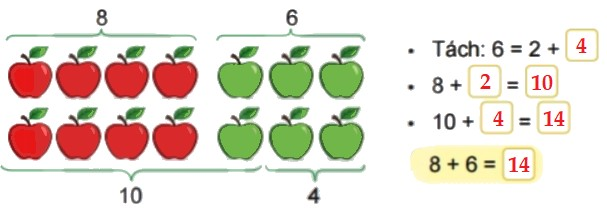 8 6
10 4
• Tách: 6 = 2 + 4
• 8 + 2 = 10
• 10 + 4 = 14
8 + 6 = 14